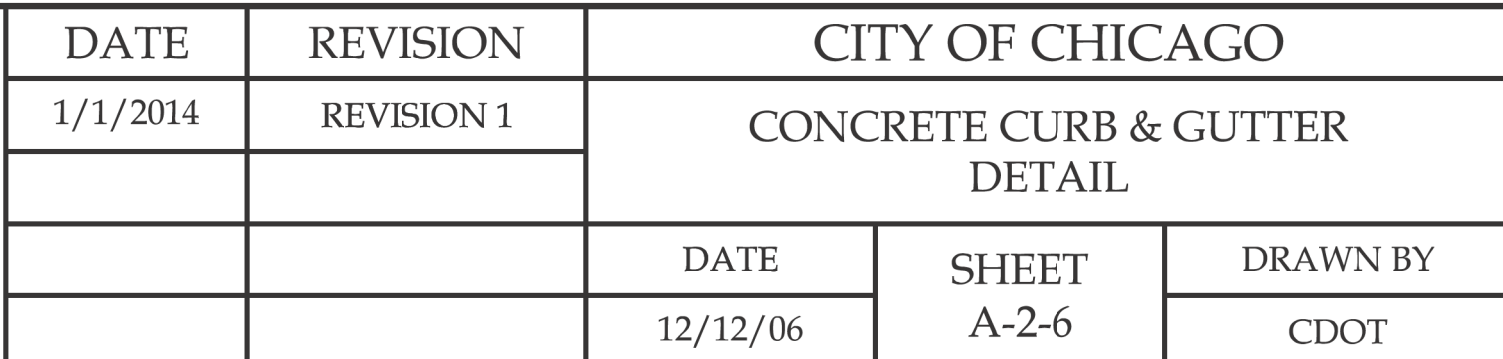 DATE REVISION CITY OF CHICAGO
1/1/2014 REVISION 1
CONCRETE CURB & GUTTER
DETAIL
DATE SHEET DRAWN BY
12/12/06 A-2-6 CDOT